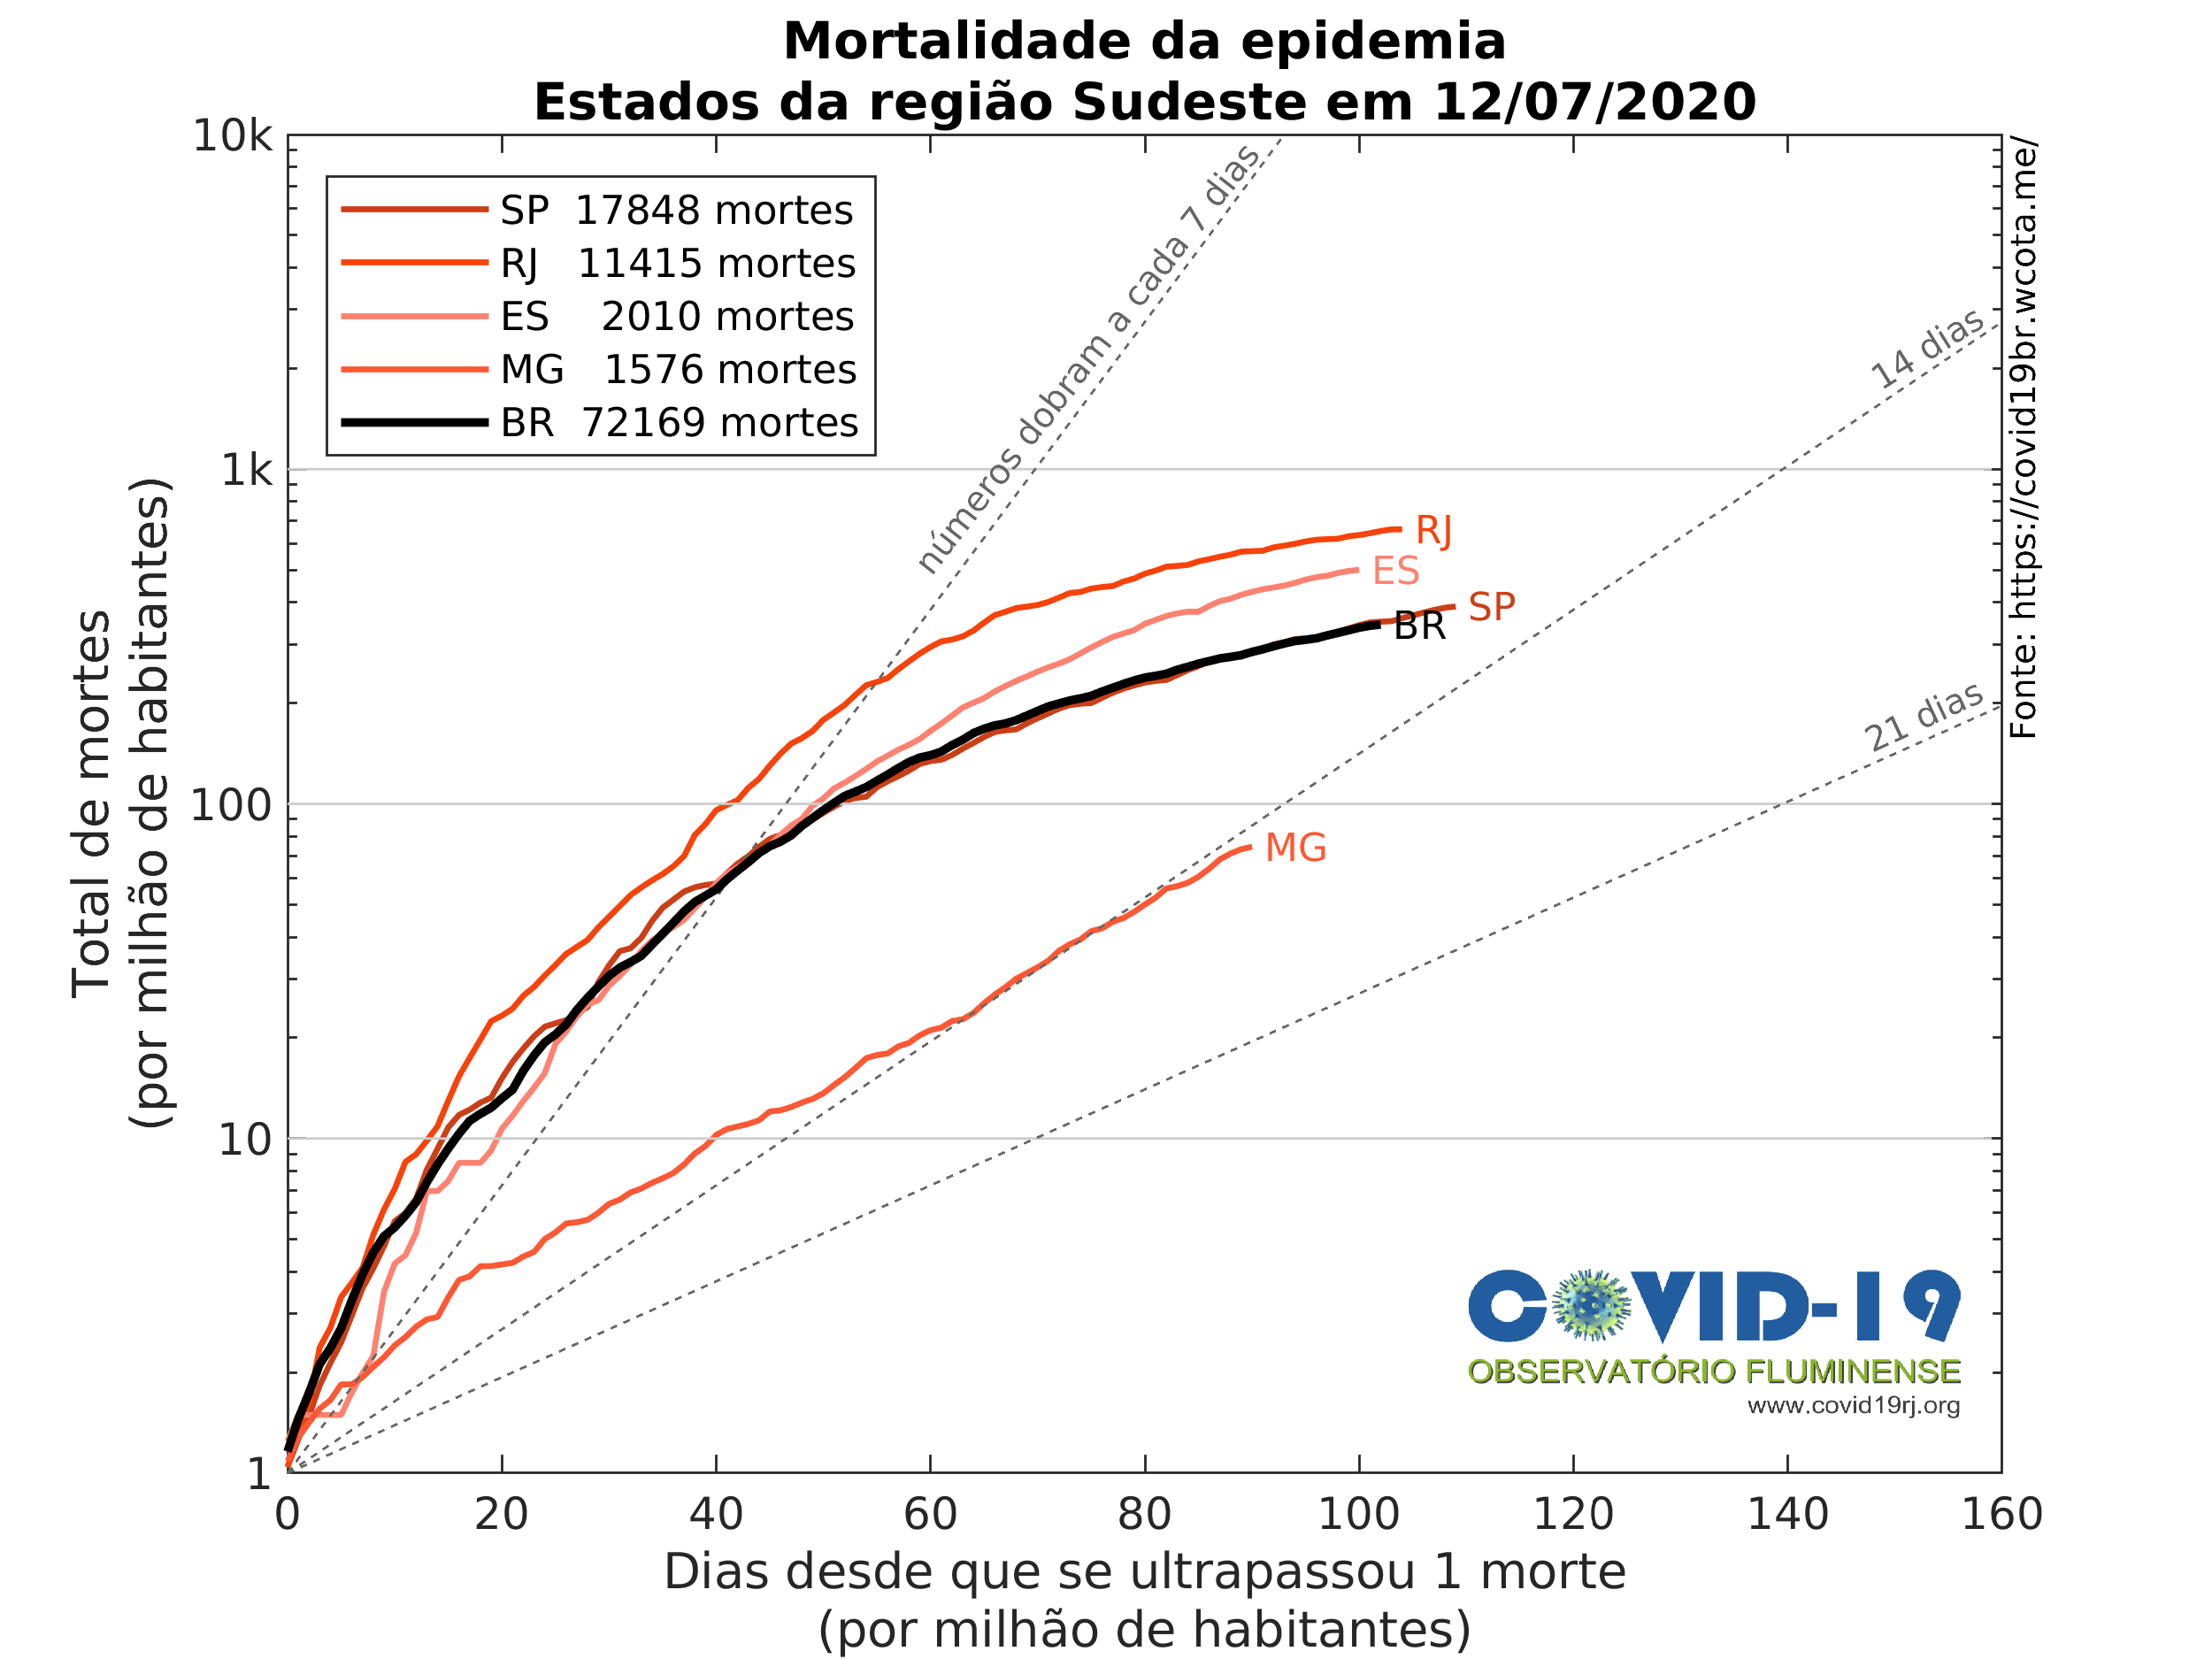 Mortalidade da epidemia
Estados da região Sudeste em 12/07/2020
10k
1k
100
10
1
Total de mortes
(por milhão de habitantes)
SP 17848 mortes
RJ 11415 mortes
ES 2010 mortes
MG 1576 mortes
BR 72169 mortes
números dobram a cada 7 dias
14 dias
21 dias
RJ
ES
SP
BR
MG
Fonte: https://covid19br.wcota.me/
COVID-19
OBSERVATÓRIO FLUMINENSE
www.covid19rj.org
0 20 40 60 80 100 120 140 160
Dias desde que se ultrapassou 1 morte
(por milhão de habitantes)